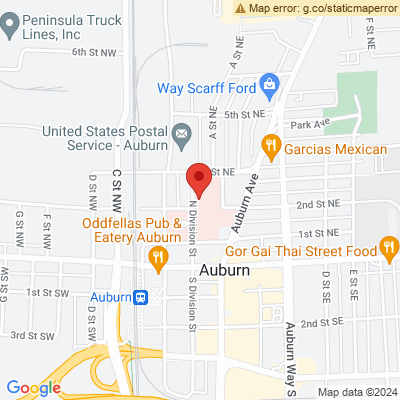 Map error: g.co/staticmaperror
Peninsula Truck
Lines, Inc
6th St NW
A St NE
Way Scarff Ford
5th St NE
Park Ave
United States Postal
Service - Auburn
A St NE
Garcias Mexican
St NE
C St NW
D St NW
Auburn Ave
N Division St
2nd St NE
G St NW
F St NW
Oddfellas Pub &
Eatery Auburn
1st St NE
D St NE
Gor Gai Thai Street Food
Auburn
1st St SW
Auburn
S Division St
D St SE
E St SE
3rd St SW
D St SW
2nd St SE
Auburn Way S
Google
Map data ©2024